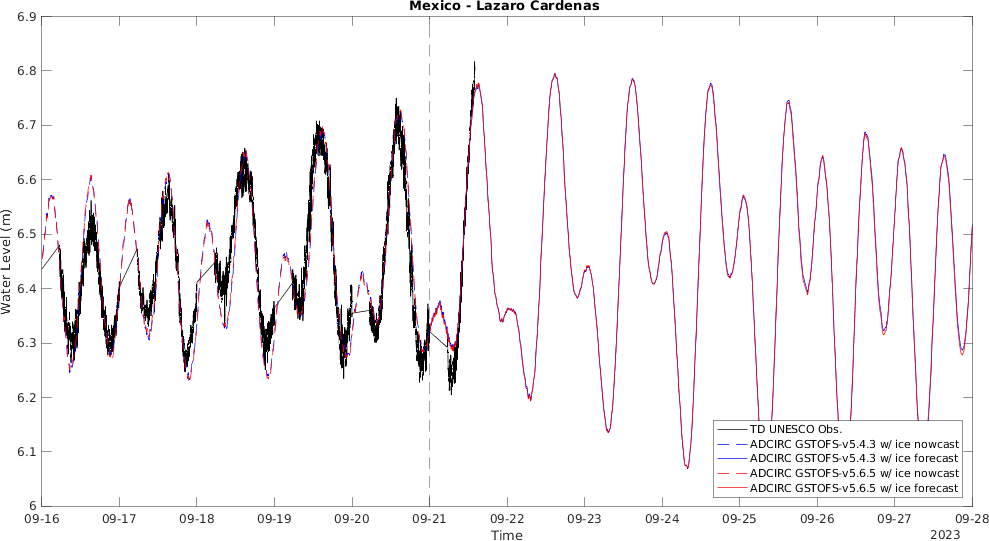 Mexico - Lazaro Cardenas
6.9
6.8
6.7
6.6
6.5
6.4
6.3
6.2
6.1
6
Water Level (m)
TD UNESCO Obs.
ADCIRC GSTOFS-v5.4.3 w/ ice nowcast
ADCIRC GSTOFS-v5.4.3 w/ ice forecast
ADCIRC GSTOFS-v5.6.5 w/ ice nowcast
ADCIRC GSTOFS-v5.6.5 w/ ice forecast
09-16 09-17 09-18 09-19 09-20 09-21 09-22 09-23 09-24 09-25 09-26 09-27 09-28
Time
2023